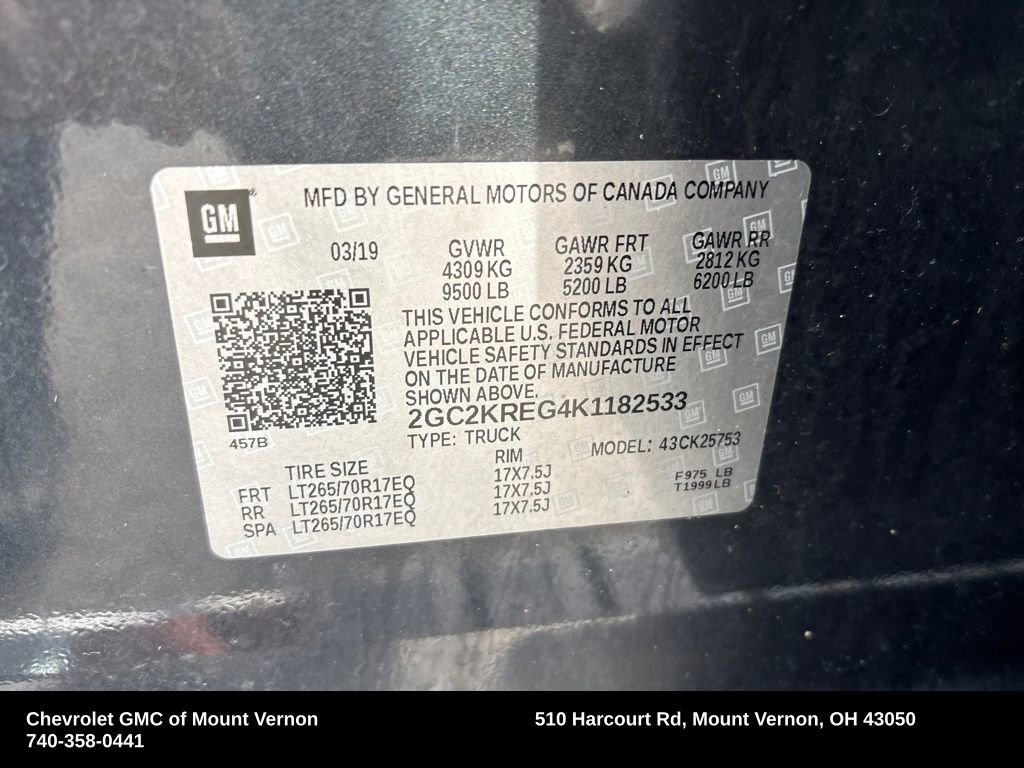 GM
MFD BY GENERAL MOTORS OF CANADA COMPANY
03/19
GVWR
4309 KG
9500 LB
GAWR FRT
2359 KG
5200 LB
GAWR RR
2812 KG
6200 LB
THIS VEHICLE CONFORMS TO ALL
APPLICABLE U.S. FEDERAL MOTOR
VEHICLE SAFETY STANDARDS IN EFFECT
ON THE DATE OF MANUFACTURE
SHOWN ABOVE.
2GC2KREG4K1182533
457B
TYPE: TRUCK
MODEL: 43CK25753
TIRE SIZE RIM
FRT LT265/70R17EQ 17X7.5J
RR LT265/70R17EQ 17X7.5J
SPA LT265/70R17EQ 17X7.5J
F975 LB
T1999LB
Chevrolet GMC of Mount Vernon
740-358-0441
510 Harcourt Rd, Mount Vernon, OH 43050